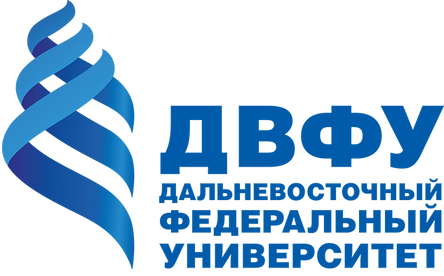 ДВФУ
ДАЛЬНЕВОСТОЧНЫЙ
ФЕДЕРАЛЬНЫЙ
УНИВЕРСИТЕТ